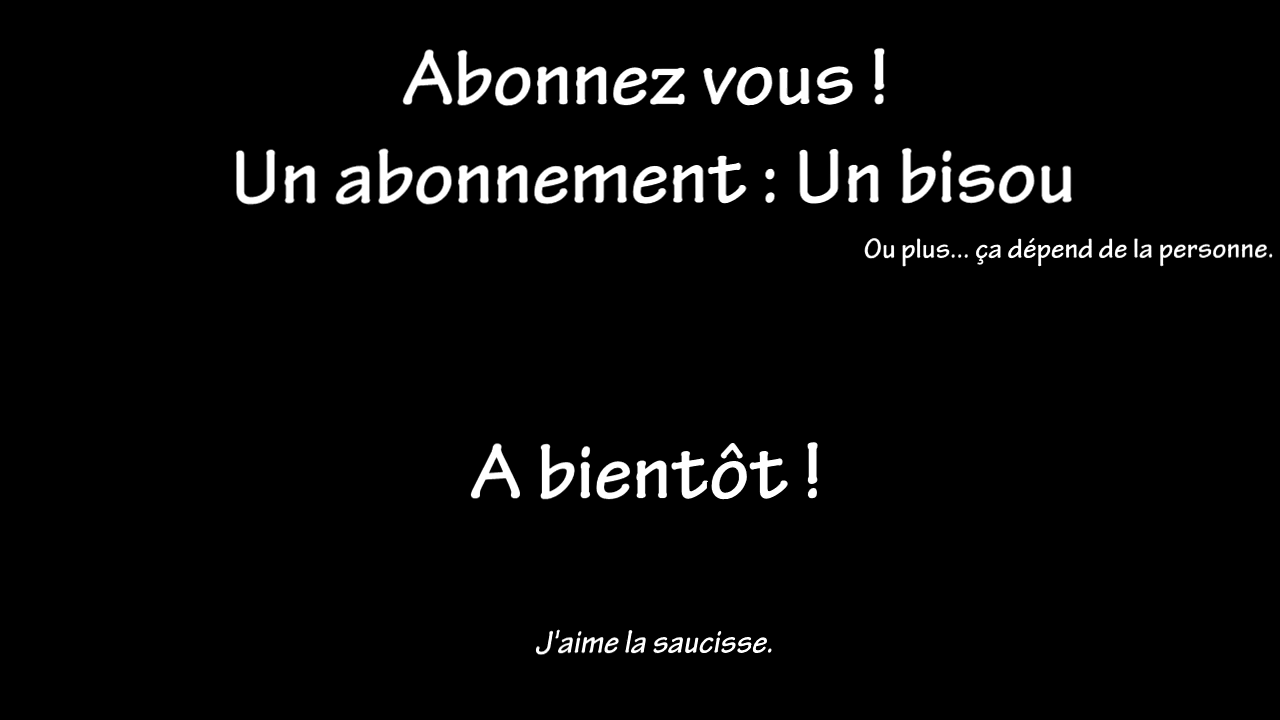 Abonnez vous !
Un abonnement : Un bisou
Ou plus... ça dépend de la personne.
A bientôt !
J'aime la saucisse.